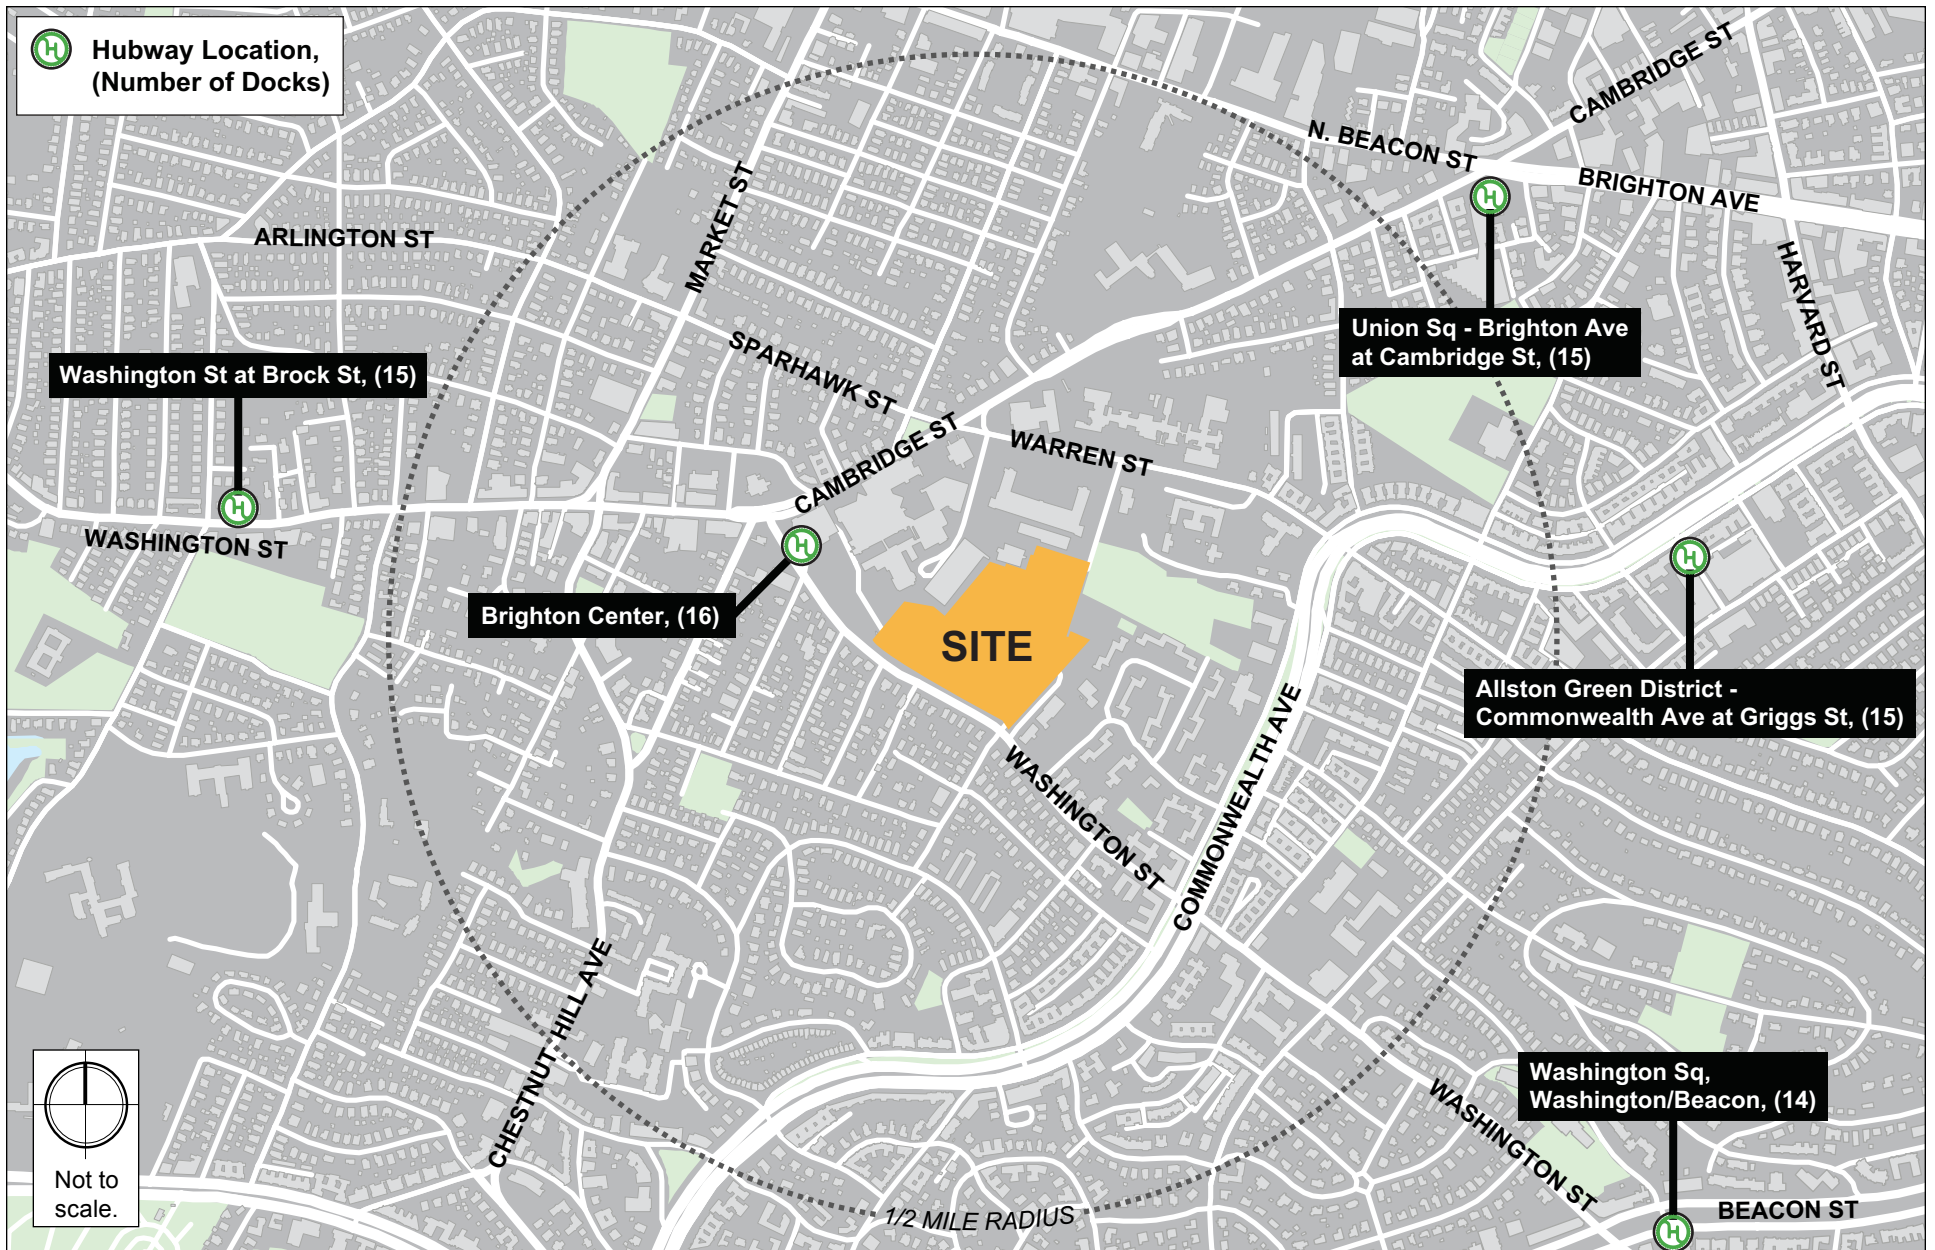 Hubway Location,
(Number of Docks)
CAMBRIDGE ST
N. BEACON ST
BRIGHTON AVE
MARKET ST
ARLINGTON ST
HARVARD ST
Union Sq - Brighton Ave
at Cambridge St, (15)
SPARHAWK ST
Washington St at Brock St, (15)
CAMBRIDGE ST
WARREN ST
WASHINGTON ST
Brighton Center, (16)
SITE
Allston Green District -
Commonwealth Ave at Griggs St, (15)
WASHINGTON ST
COMMONWEALTH AVE
CHESTNUT HILL AVE
Washington Sq,
Washington/Beacon, (14)
WASHINGTON ST
Not to
scale.
1/2 MILE RADIUS
BEACON ST